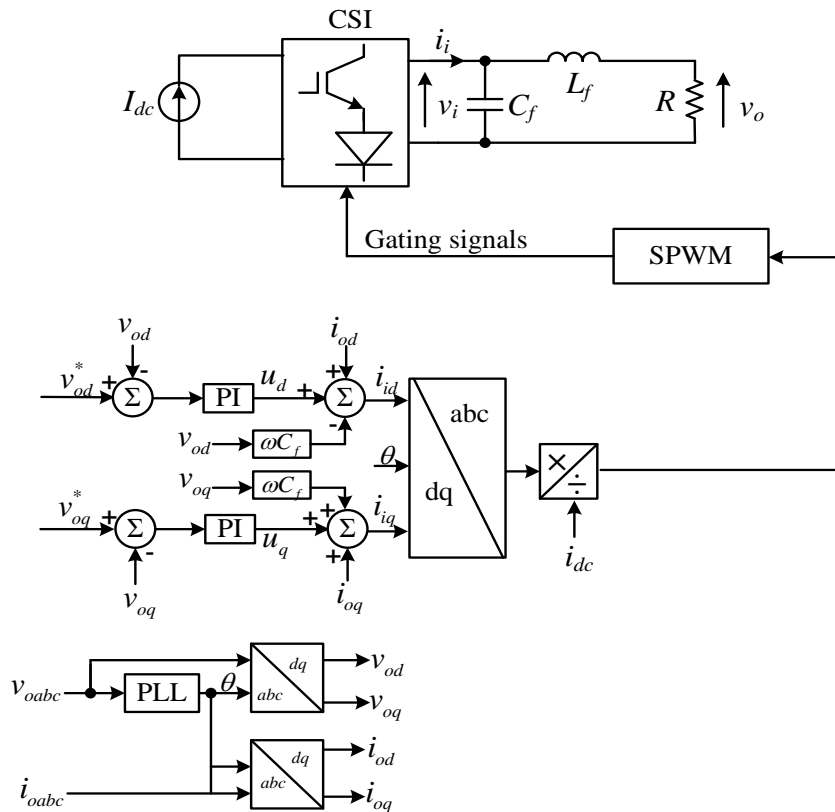 CSI
I_dc
i_i
v_i
C_f
L_f
R
v_o
Gating signals
SPWM
v_od
i_od
v_od^*
+
-
Σ
PI
u_d
+
+
-
Σ
i_id
v_od
ωC_f
v_oq
ωC_f
θ
abc
dq
×
÷
i_dc
v_oq^*
+
-
Σ
PI
u_q
+
+
+
Σ
i_iq
v_oq
i_oq
v_oabc
PLL
θ
dq
abc
v_od
v_oq
i_oabc
dq
abc
i_od
i_oq